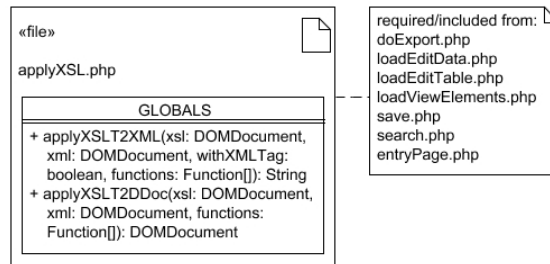 «file»
applyXSL.php
GLOBALS
+ applyXSLT2XML(xsl: DOMDocument,
xml: DOMDocument, withXMLTag:
boolean, functions: Function[]): String
+ applyXSLT2DDoc(xsl: DOMDocument,
xml: DOMDocument, functions:
Function[]): DOMDocument
required/included from:
doExport.php
loadEditData.php
loadEditTable.php
loadViewElements.php
save.php
search.php
entryPage.php